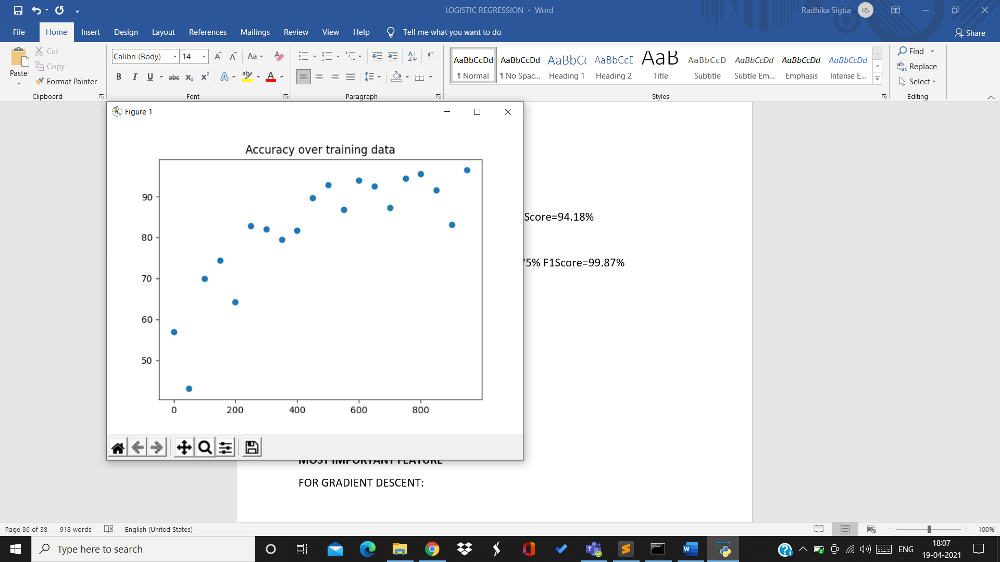 LOGISTIC REGRESSION - Word
Radhika Sigtia
RS
File
Home
Insert
Design
Layout
References
Mailings
Review
View
Help
Tell me what you want to do
Share
Paste
Cut
Copy
Format Painter
Clipboard
Calibri (Body)
14
Font
Paragraph
AaBbCcDd
¶ Normal
AaBbCcDd
¶ No Spac...
AaBbCc
Heading 1
AaBbCcD
Heading 2
AaB
Title
AaBbCcD
Subtitle
AaBbCcDd
Subtle Em...
AaBbCcDd
Emphasis
AaBbCcDd
Intense E...
Styles
Find
Replace
Select
Editing
Figure 1
Accuracy over training data
90
80
70
60
50
0 200 400 600 800
Score=94.18%
75% F1Score=99.87%
MOST IMPORTANT FEATURE
FOR GRADIENT DESCENT:
Page 36 of 38
918 words
English (United States)
100%
Type here to search
ENG
18:07
19-04-2021